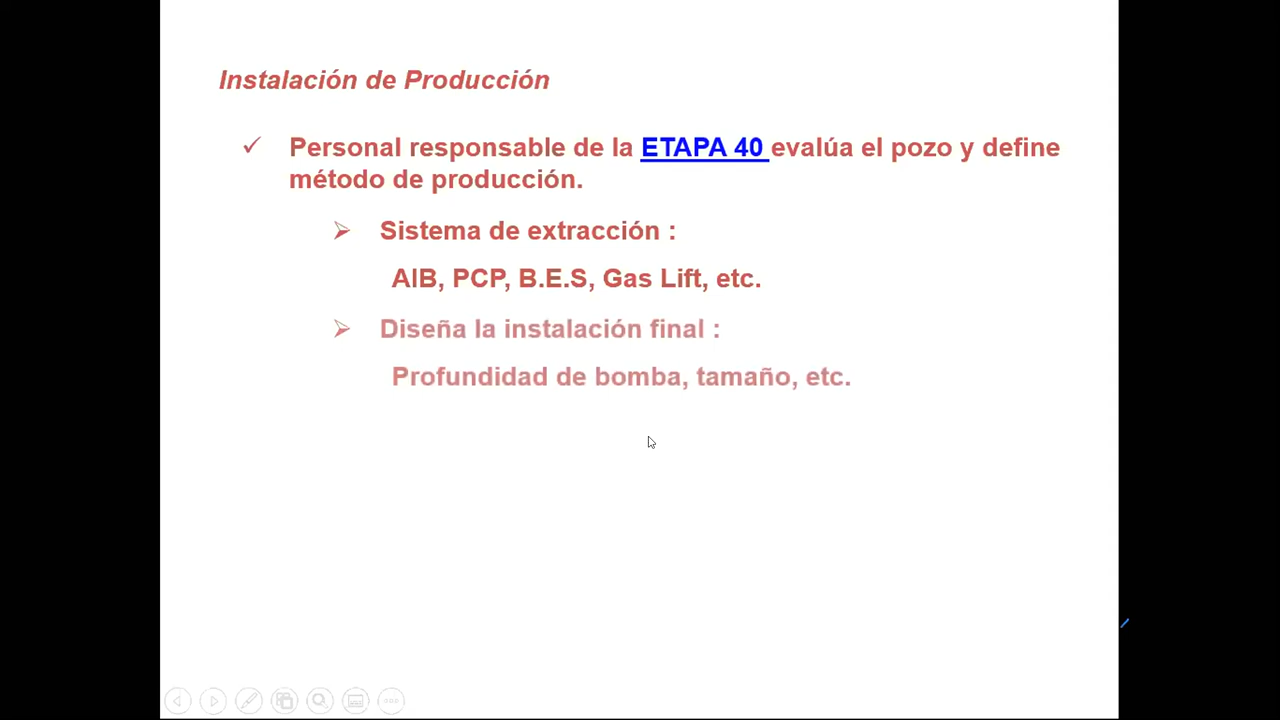 Instalación de Producción
Personal responsable de la ETAPA 40 evalúa el pozo y define
método de producción.
Sistema de extracción :
AIB, PCP, B.E.S, Gas Lift, etc.
Diseña la instalación final :
Profundidad de bomba, tamaño, etc.